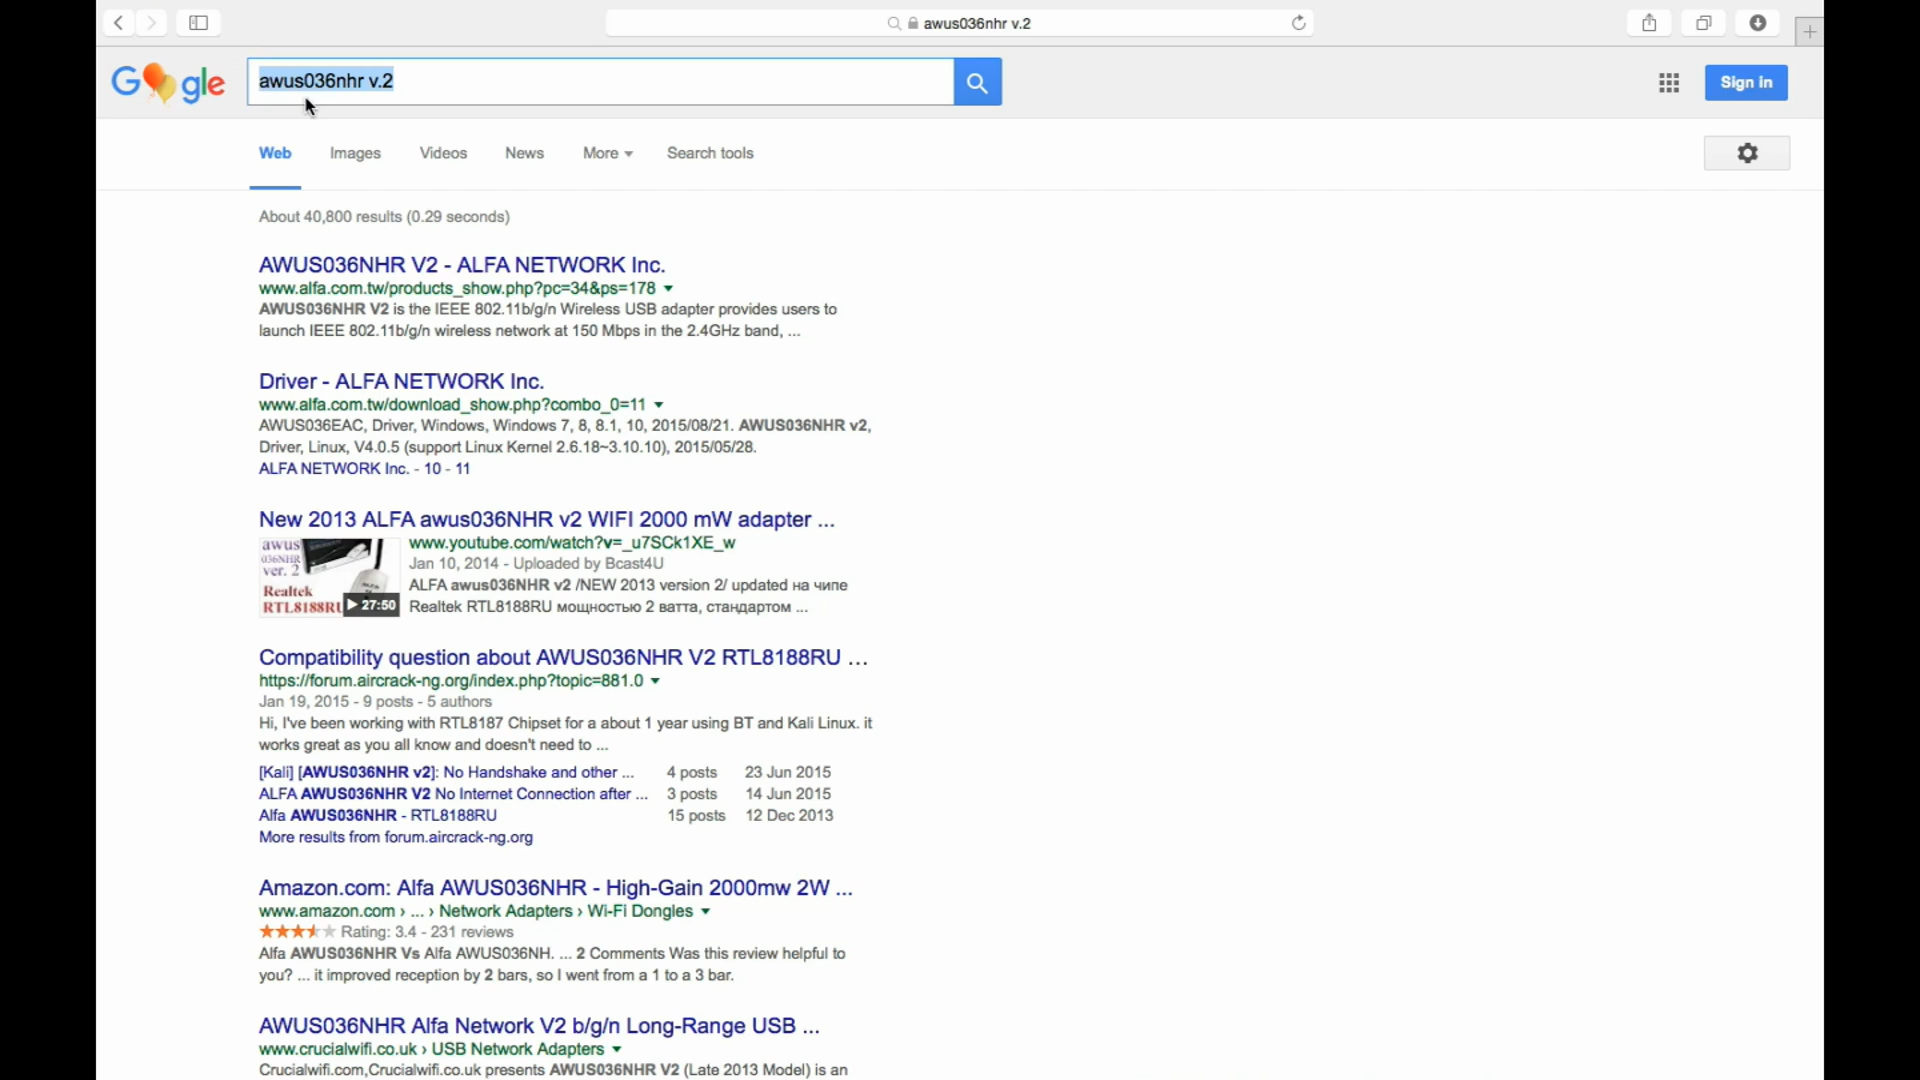 awus036nhr v.2
G gle
awus036nhr v.2
Sign in
Web Images Videos News More Search tools
About 40,800 results (0.29 seconds)
AWUS036NHR V2 - ALFA NETWORK Inc.
www.alfa.com.tw/products_show.php?pc=34&ps=178
AWUS036NHR V2 is the IEEE 802.11b/g/n Wireless USB adapter provides users to
launch IEEE 802.11b/g/n wireless network at 150 Mbps in the 2.4GHz band, ...
Driver - ALFA NETWORK Inc.
www.alfa.com.tw/download_show.php?combo_0=11
AWUS036EAC, Driver, Windows, Windows 7, 8, 8.1, 10, 2015/08/21. AWUS036NHR v2,
Driver, Linux, V4.0.5 (support Linux Kernel 2.6.18~3.10.10), 2015/05/28.
ALFA NETWORK Inc. - 10 - 11
New 2013 ALFA awus036NHR v2 WIFI 2000 mW adapter ...
awus
036NHR
ver. 2
Realtek
RTL8188RU
27:50
www.youtube.com/watch?v=_u7SCk1XE_w
Jan 10, 2014 - Uploaded by Bcast4U
ALFA awus036NHR v2 /NEW 2013 version 2/ updated на чипе
Realtek RTL8188RU мощностью 2 ватта, стандартом ...
Compatibility question about AWUS036NHR V2 RTL8188RU ...
https://forum.aircrack-ng.org/index.php?topic=881.0
Jan 19, 2015 - 9 posts - 5 authors
Hi, I've been working with RTL8187 Chipset for a about 1 year using BT and Kali Linux. it
works great as you all know and doesn't need to ...
[Kali] [AWUS036NHR v2]: No Handshake and other ... 4 posts 23 Jun 2015
ALFA AWUS036NHR V2 No Internet Connection after ... 3 posts 14 Jun 2015
Alfa AWUS036NHR - RTL8188RU 15 posts 12 Dec 2013
More results from forum.aircrack-ng.org
Amazon.com: Alfa AWUS036NHR - High-Gain 2000mw 2W ...
www.amazon.com › ... › Network Adapters › Wi-Fi Dongles
Rating: 3.4 - 231 reviews
Alfa AWUS036NHR Vs Alfa AWUS036NH. ... 2 Comments Was this review helpful to
you? ... it improved reception by 2 bars, so I went from a 1 to a 3 bar.
AWUS036NHR Alfa Network V2 b/g/n Long-Range USB ...
www.crucialwifi.co.uk › USB Network Adapters
Crucialwifi.com,Crucialwifi.co.uk presents AWUS036NHR V2 (Late 2013 Model) is an